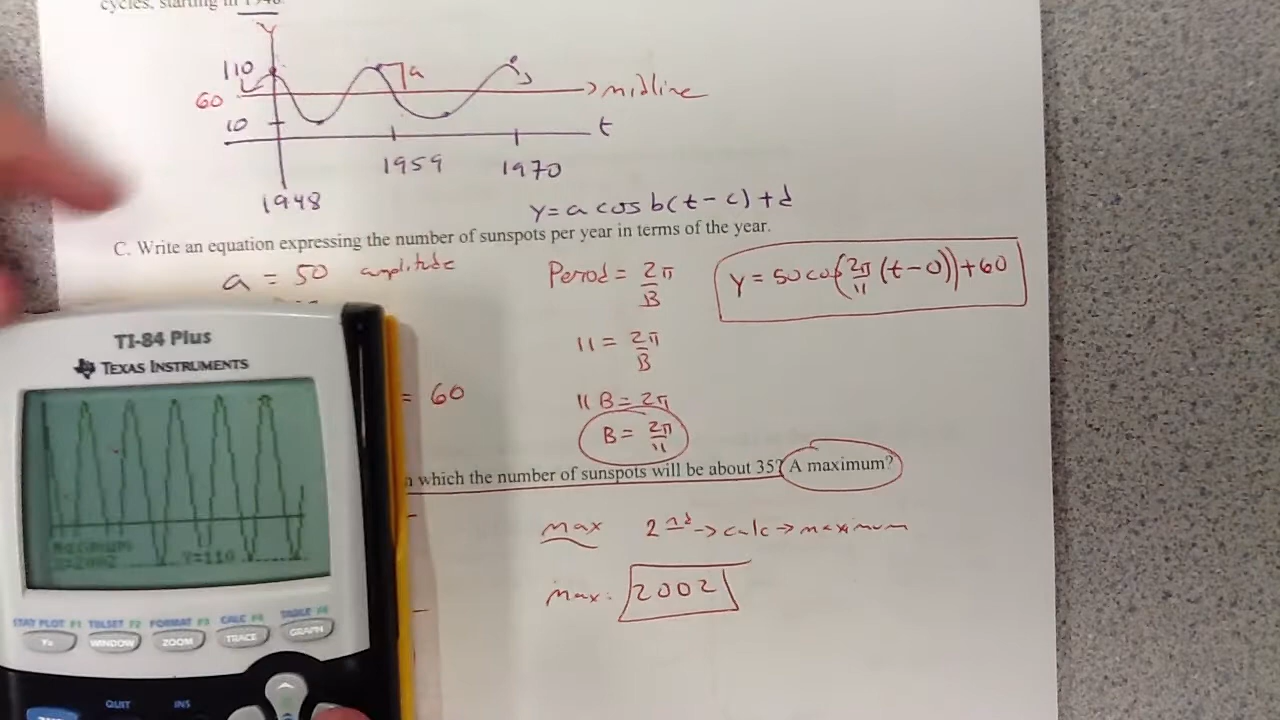 cycles, starting in 1948.
y
110
a
60
midline
10
t
1959
1970
1948
y = a cos b(t - c) + d
C. Write an equation expressing the number of sunspots per year in terms of the year.
a = 50 amplitude
Period = 2π/B
y = 50 cos(2π/11 (t - 0)) + 60
11 = 2π/B
= 60
11 B = 2π
B = 2π/11
which the number of sunspots will be about 35? A maximum?
max 2nd → calc → maximum
max: 2002
TI-84 Plus
TEXAS INSTRUMENTS
Maximum
X=2002 Y=110
STAT PLOT F1 TBLSET F2 FORMAT F3 CALC F4 TABLE F5
Y= WINDOW ZOOM TRACE GRAPH
QUIT INS